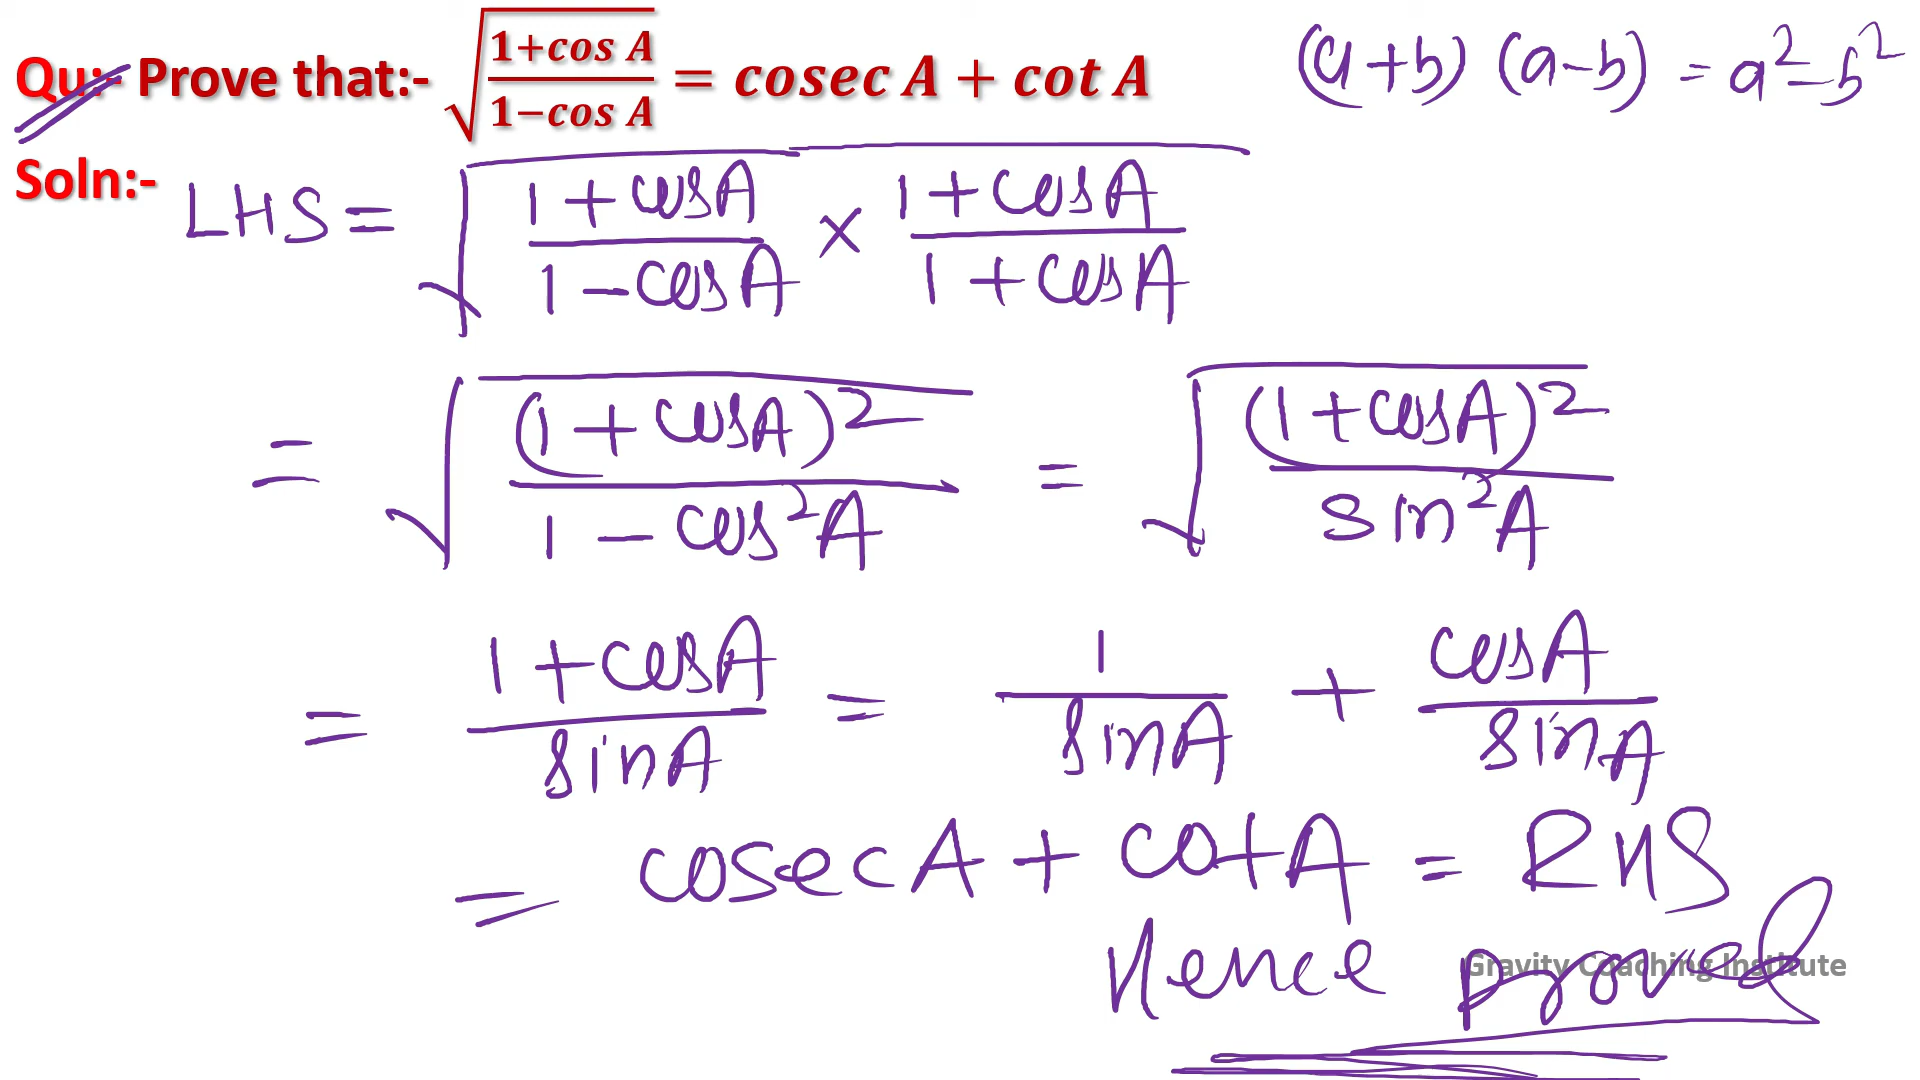 Qu:- Prove that:- √((1+cos A)/(1−cos A)) = cosec A + cot A
(a+b) (a-b) = a²-b²
Soln:- LHS = √((1+cosA)/(1-cosA) × (1+cosA)/(1+cosA))
= √((1+cosA)²/(1-cos²A)) = √((1+cosA)²/(sin²A))
= (1+cosA)/(sinA) = 1/(sinA) + cosA/(sinA)
= cosecA + cotA = RHS
Hence proved
Gravity Coaching Institute